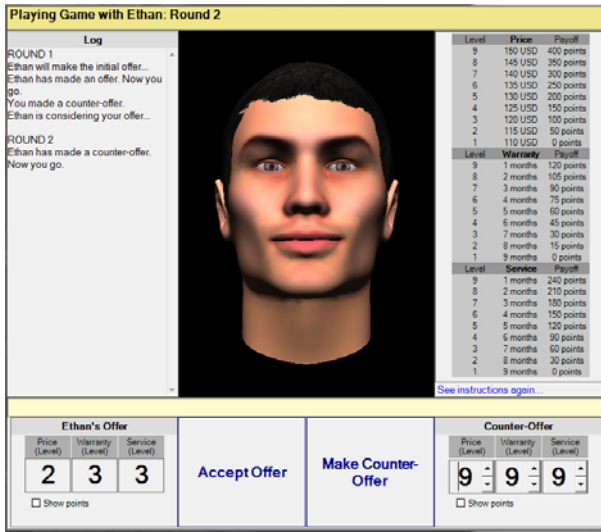 Playing Game with Ethan: Round 2
Log
ROUND 1
Ethan will make the initial offer...
Ethan has made an offer. Now you
go.
You made a counter-offer.
Ethan is considering your offer...
ROUND 2
Ethan has made a counter-offer.
Now you go.
Level Price Payoff
9 150 USD 400 points
8 145 USD 350 points
7 140 USD 300 points
6 135 USD 250 points
5 130 USD 200 points
4 125 USD 150 points
3 120 USD 100 points
2 115 USD 50 points
1 110 USD 0 points
Level Warranty Payoff
9 1 months 120 points
8 2 months 105 points
7 3 months 90 points
6 4 months 75 points
5 5 months 60 points
4 6 months 45 points
3 7 months 30 points
2 8 months 15 points
1 9 months 0 points
Level Service Payoff
9 1 months 240 points
8 2 months 210 points
7 3 months 180 points
6 4 months 150 points
5 5 months 120 points
4 6 months 90 points
3 7 months 60 points
2 8 months 30 points
1 9 months 0 points
See instructions again...
Ethan's Offer
Price (Level) Warranty (Level) Service (Level)
2 3 3
Show points
Accept Offer
Make Counter-
Offer
Counter-Offer
Price (Level) Warranty (Level) Service (Level)
9 9 9
Show points